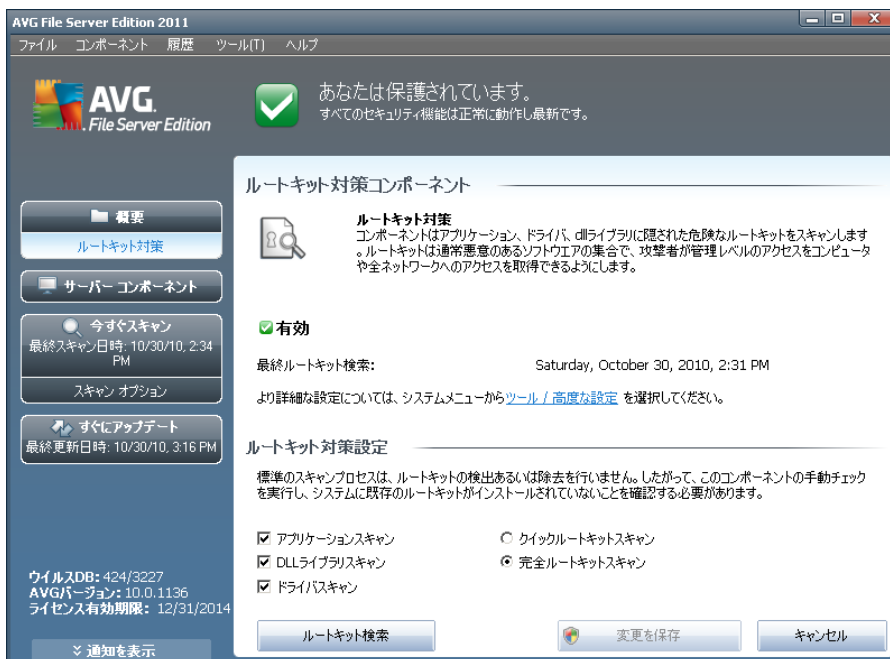 AVG File Server Edition 2011
ファイル コンポーネント 履歴 ツール(T) ヘルプ
AVG.
File Server Edition
あなたは保護されています。
すべてのセキュリティ機能は正常に動作し最新です。
概要
ルートキット対策
サーバー コンポーネント
今すぐスキャン
最終スキャン日時: 10/30/10, 2:34
PM
スキャン オプション
すぐにアップデート
最終更新日時: 10/30/10, 3:16 PM
ウイルスDB: 424/3227
AVGバージョン: 10.0.1136
ライセンス有効期限: 12/31/2014
通知を表示
ルートキット対策コンポーネント
ルートキット対策
コンポーネントはアプリケーション、ドライバ、dllライブラリに隠された危険なルートキットをスキャンします
。ルートキットは通常悪意のあるソフトウエアの集合で、攻撃者が管理レベルのアクセスをコンピュータ
や全ネットワークへのアクセスを取得できるようにします。
有効
最終ルートキット検索: Saturday, October 30, 2010, 2:31 PM
より詳細な設定については、システムメニューからツール / 高度な設定 を選択してください。
ルートキット対策設定
標準のスキャンプロセスは、ルートキットの検出あるいは除去を行いません。したがって、このコンポーネントの手動チェック
を実行し、システムに既存のルートキットがインストールされていないことを確認する必要があります。
アプリケーションスキャン クイックルートキットスキャン
DLLライブラリスキャン 完全ルートキットスキャン
ドライバスキャン
ルートキット検索 変更を保存 キャンセル